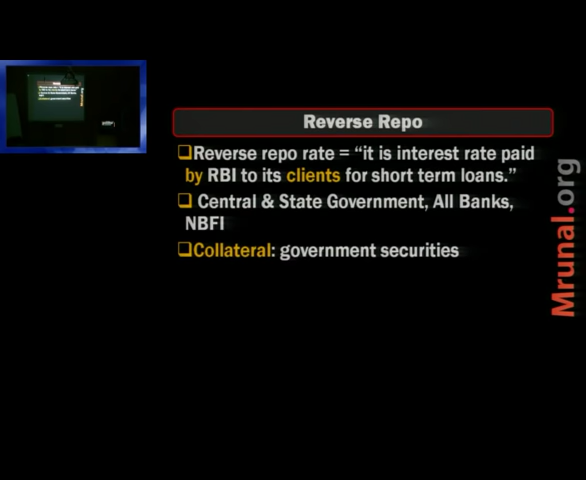 Reverse Repo
❑Reverse repo rate = “it is interest rate paid
by RBI to its clients for short term loans.”
❑ Central & State Government, All Banks,
NBFI
❑Collateral: government securities
Mrunal.org